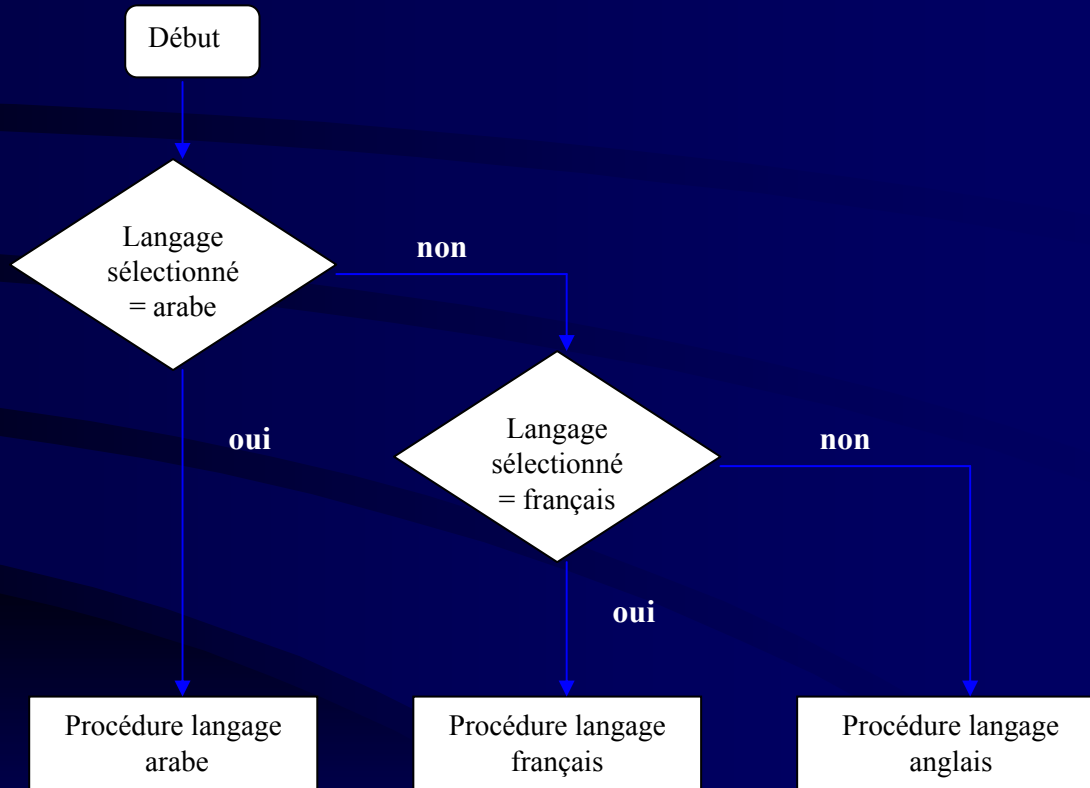 Début
Langage
sélectionné
= arabe
non
oui
Langage
sélectionné
= français
non
oui
Procédure langage
arabe
Procédure langage
français
Procédure langage
anglais